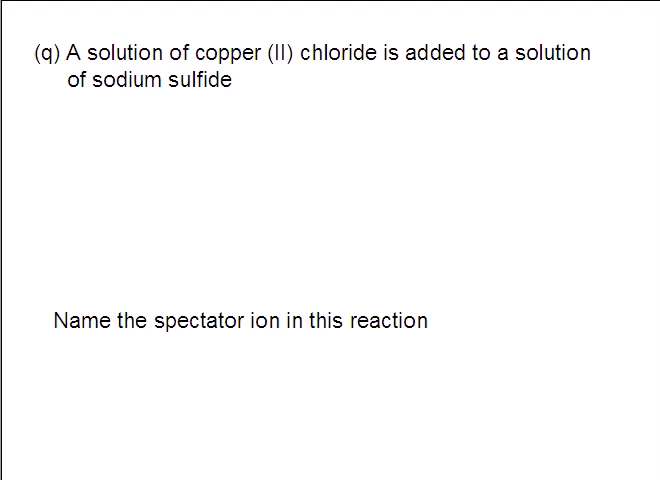 (q) A solution of copper (II) chloride is added to a solution
of sodium sulfide
Name the spectator ion in this reaction